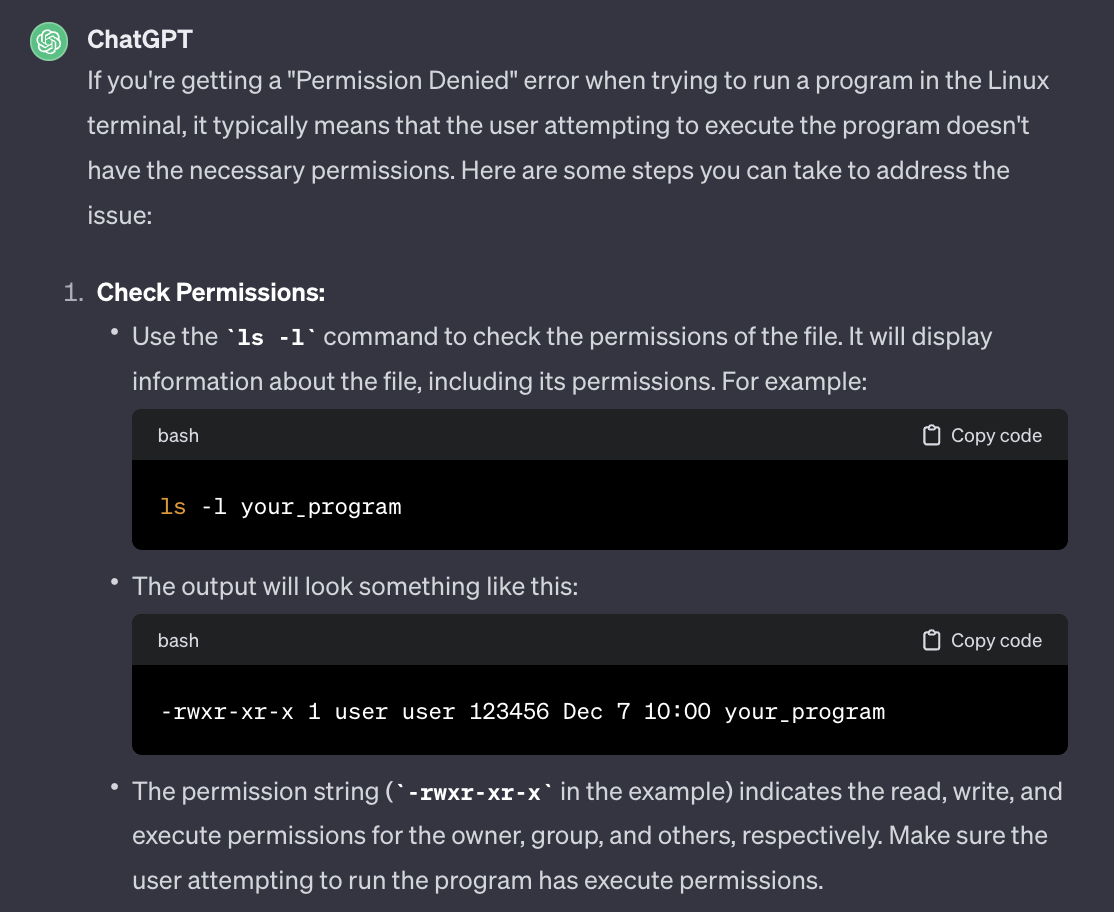 ChatGPT
If you're getting a "Permission Denied" error when trying to run a program in the Linux
terminal, it typically means that the user attempting to execute the program doesn't
have the necessary permissions. Here are some steps you can take to address the
issue:
1. Check Permissions:
• Use the `ls -l` command to check the permissions of the file. It will display
information about the file, including its permissions. For example:
bash Copy code
ls -l your_program
• The output will look something like this:
bash Copy code
-rwxr-xr-x 1 user user 123456 Dec 7 10:00 your_program
• The permission string (`-rwxr-xr-x` in the example) indicates the read, write, and
execute permissions for the owner, group, and others, respectively. Make sure the
user attempting to run the program has execute permissions.